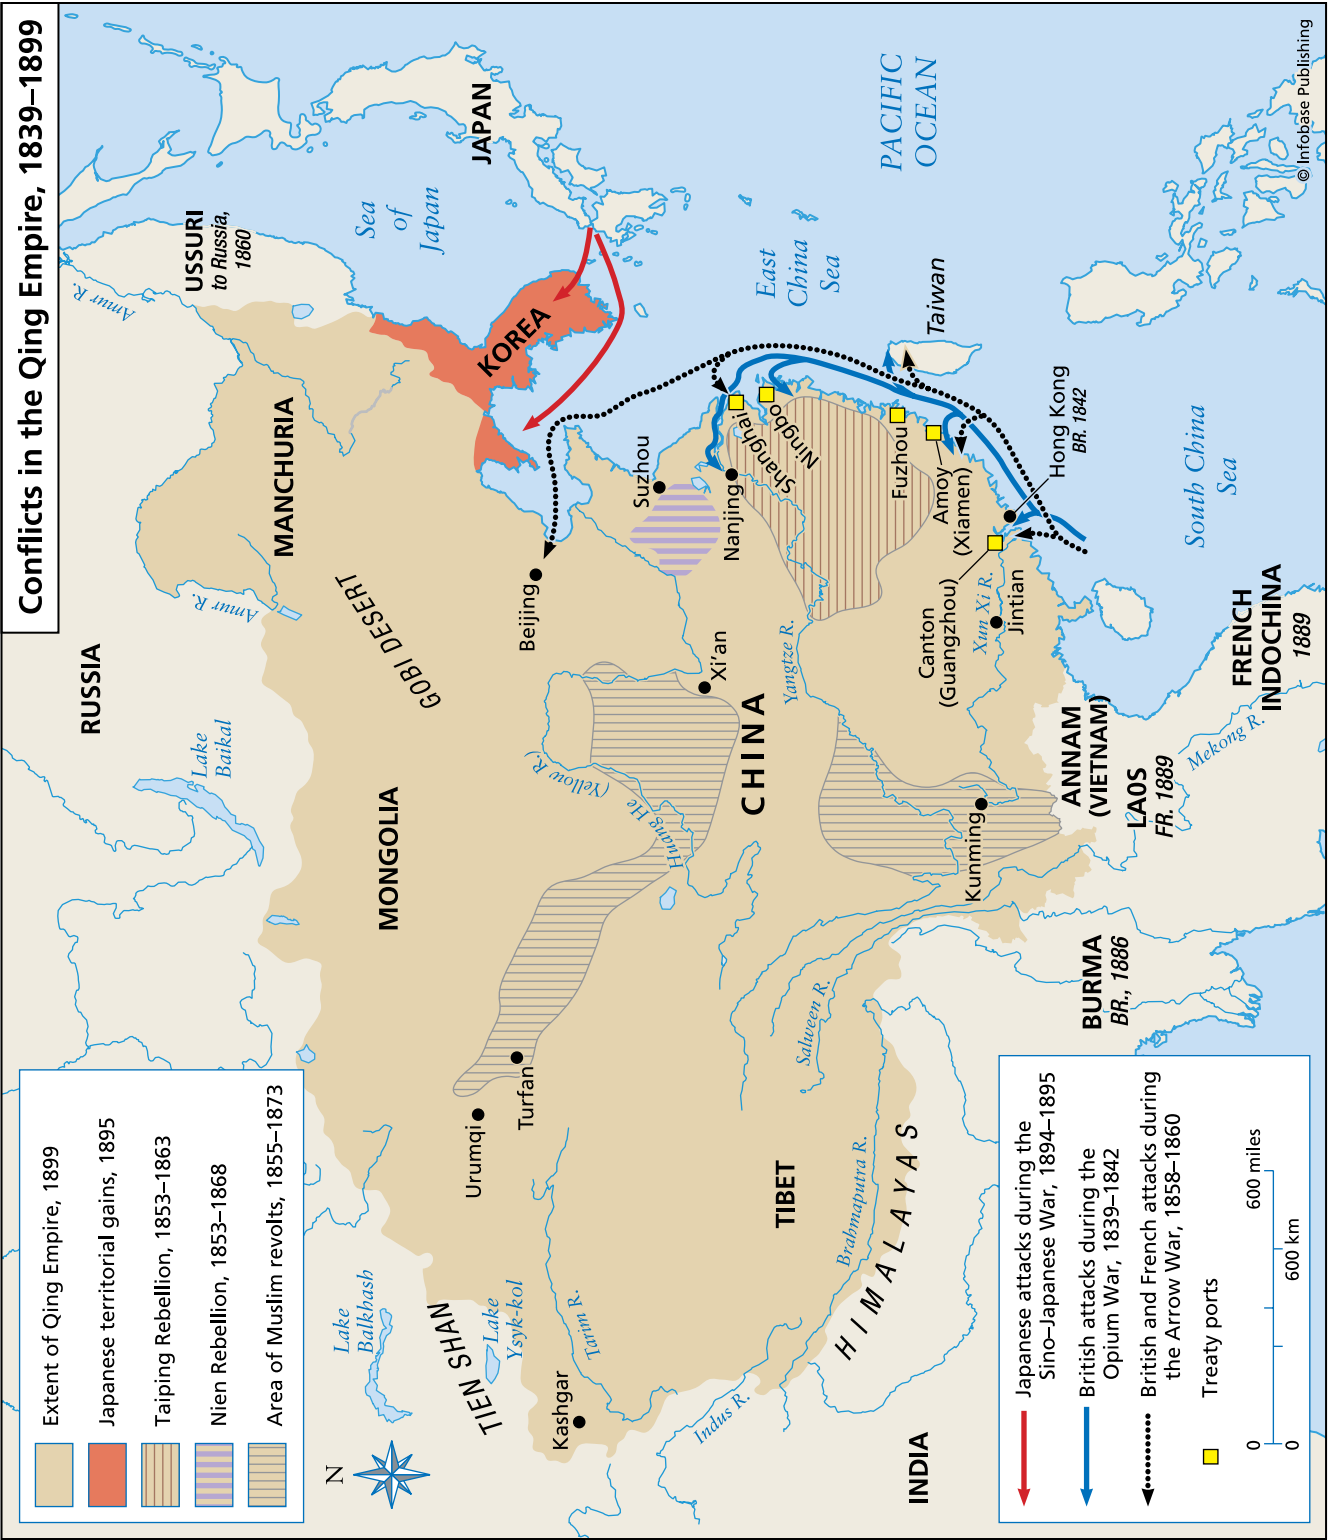 Conflicts in the Qing Empire, 1839–1899
Extent of Qing Empire, 1899
Japanese territorial gains, 1895
Taiping Rebellion, 1853–1863
Nien Rebellion, 1853–1868
Area of Muslim revolts, 1855–1873
N
RUSSIA
Lake
Baikal
Amur R.
Amur R.
USSURI
to Russia,
1860
MANCHURIA
MONGOLIA
GOBI DESERT
Lake
Balkhash
TIEN SHAN
Lake
Ysyk-kol
Kashgar
Tarim R.
Urumqi
Turfan
Sea
of
Japan
JAPAN
KOREA
Beijing
Huang He
(Yellow R.)
Xi’an
Suzhou
Nanjing
Shanghai
Ningbo
CHINA
Yangtze R.
East
China
Sea
PACIFIC
OCEAN
TIBET
Salween R.
Brahmaputra R.
HIMALAYAS
Indus R.
INDIA
Fuzhou
Amoy
(Xiamen)
Taiwan
Canton
(Guangzhou)
Xun Xi R.
Jintian
Hong Kong
BR. 1842
Kunming
South China
Sea
BURMA
BR., 1886
ANNAM
(VIETNAM)
LAOS
FR. 1889
Mekong R.
FRENCH
INDOCHINA
1889
Japanese attacks during the
Sino–Japanese War, 1894–1895
British attacks during the
Opium War, 1839–1842
British and French attacks during
the Arrow War, 1858–1860
Treaty ports
0 600 miles
0 600 km
© Infobase Publishing